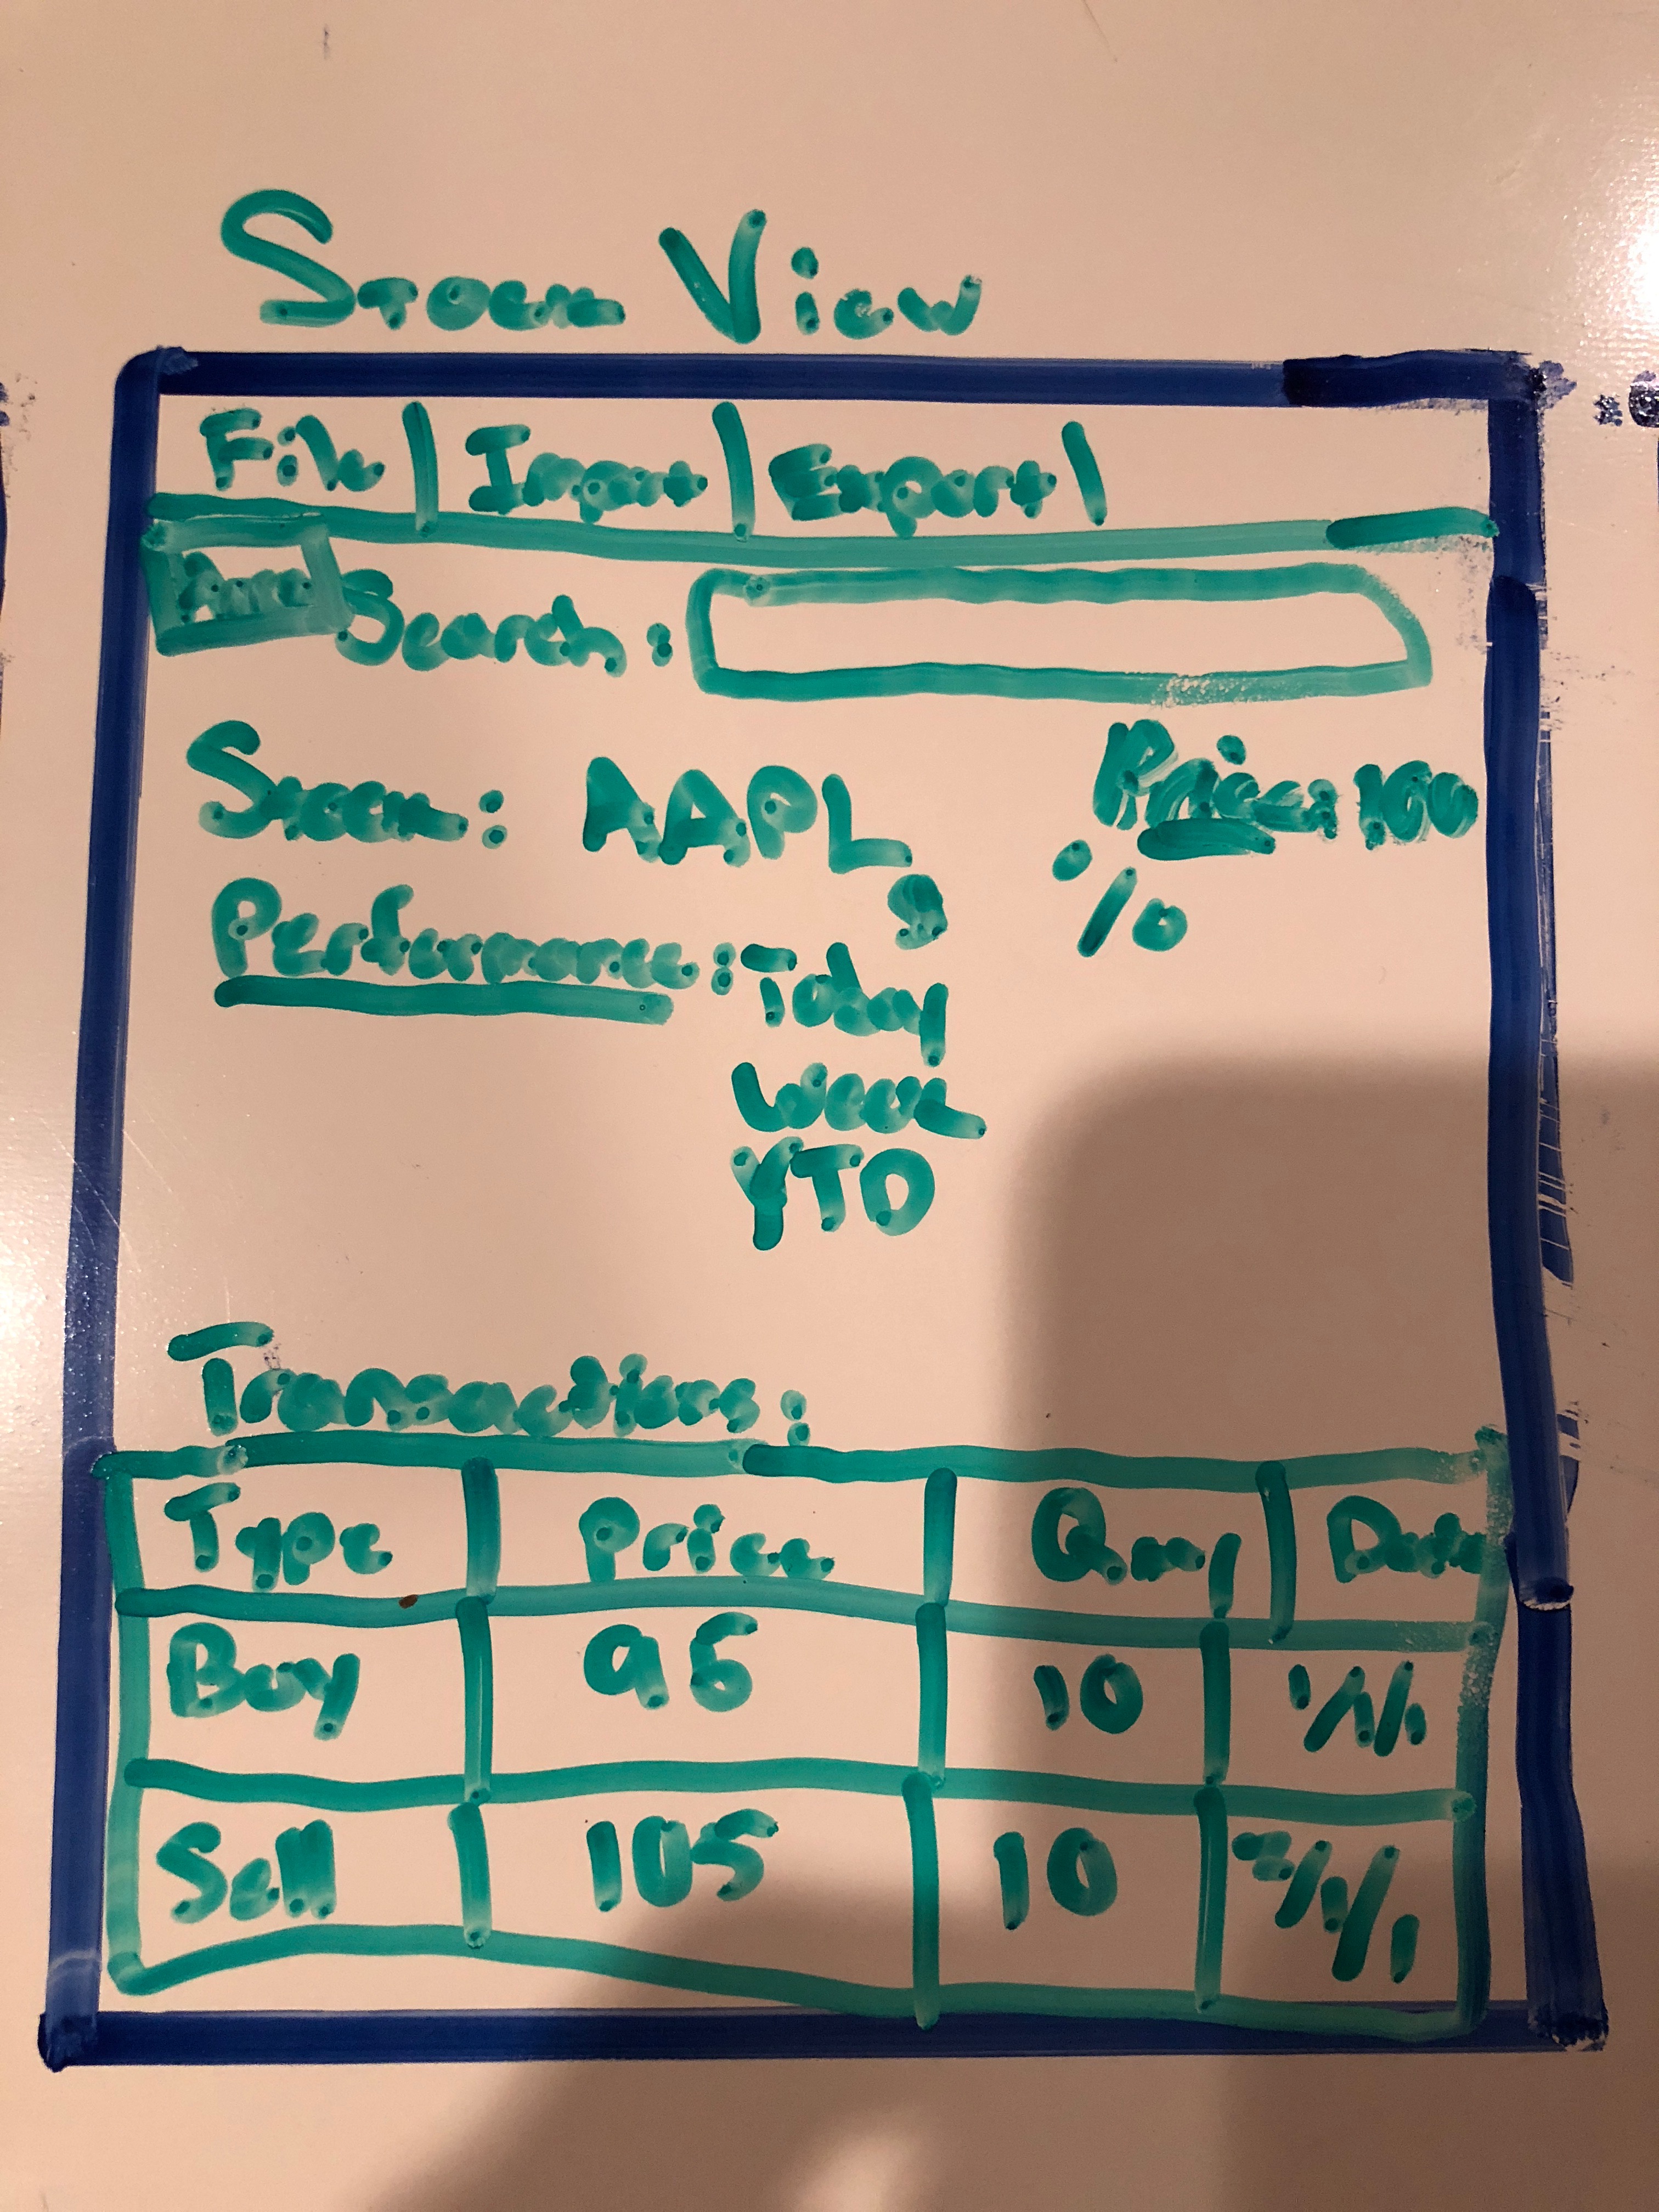 Stock View
File | Import | Export |
Search:
Stock: AAPL
Price: 100
Performance:
%
Today
Week
YTD
Transactions:
Type Price Qty Date
Buy 95 10 1/1/1
Sell 105 10 2/1/1